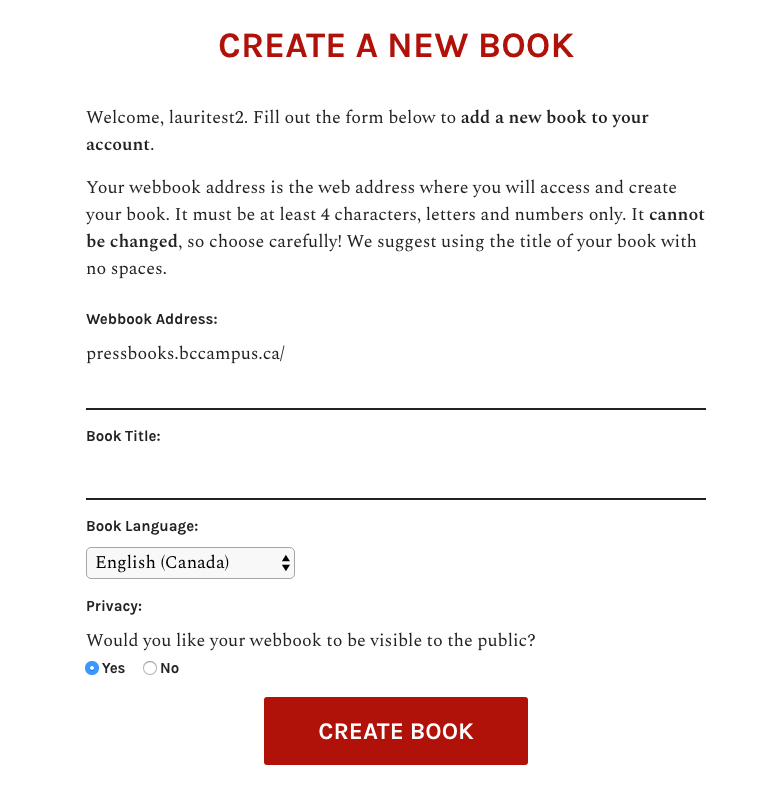 CREATE A NEW BOOK
Welcome, lauritest2. Fill out the form below to add a new book to your
account.
Your webbook address is the web address where you will access and create
your book. It must be at least 4 characters, letters and numbers only. It cannot
be changed, so choose carefully! We suggest using the title of your book with
no spaces.
Webbook Address:
pressbooks.bccampus.ca/
Book Title:
Book Language:
English (Canada)
Privacy:
Would you like your webbook to be visible to the public?
Yes No
CREATE BOOK